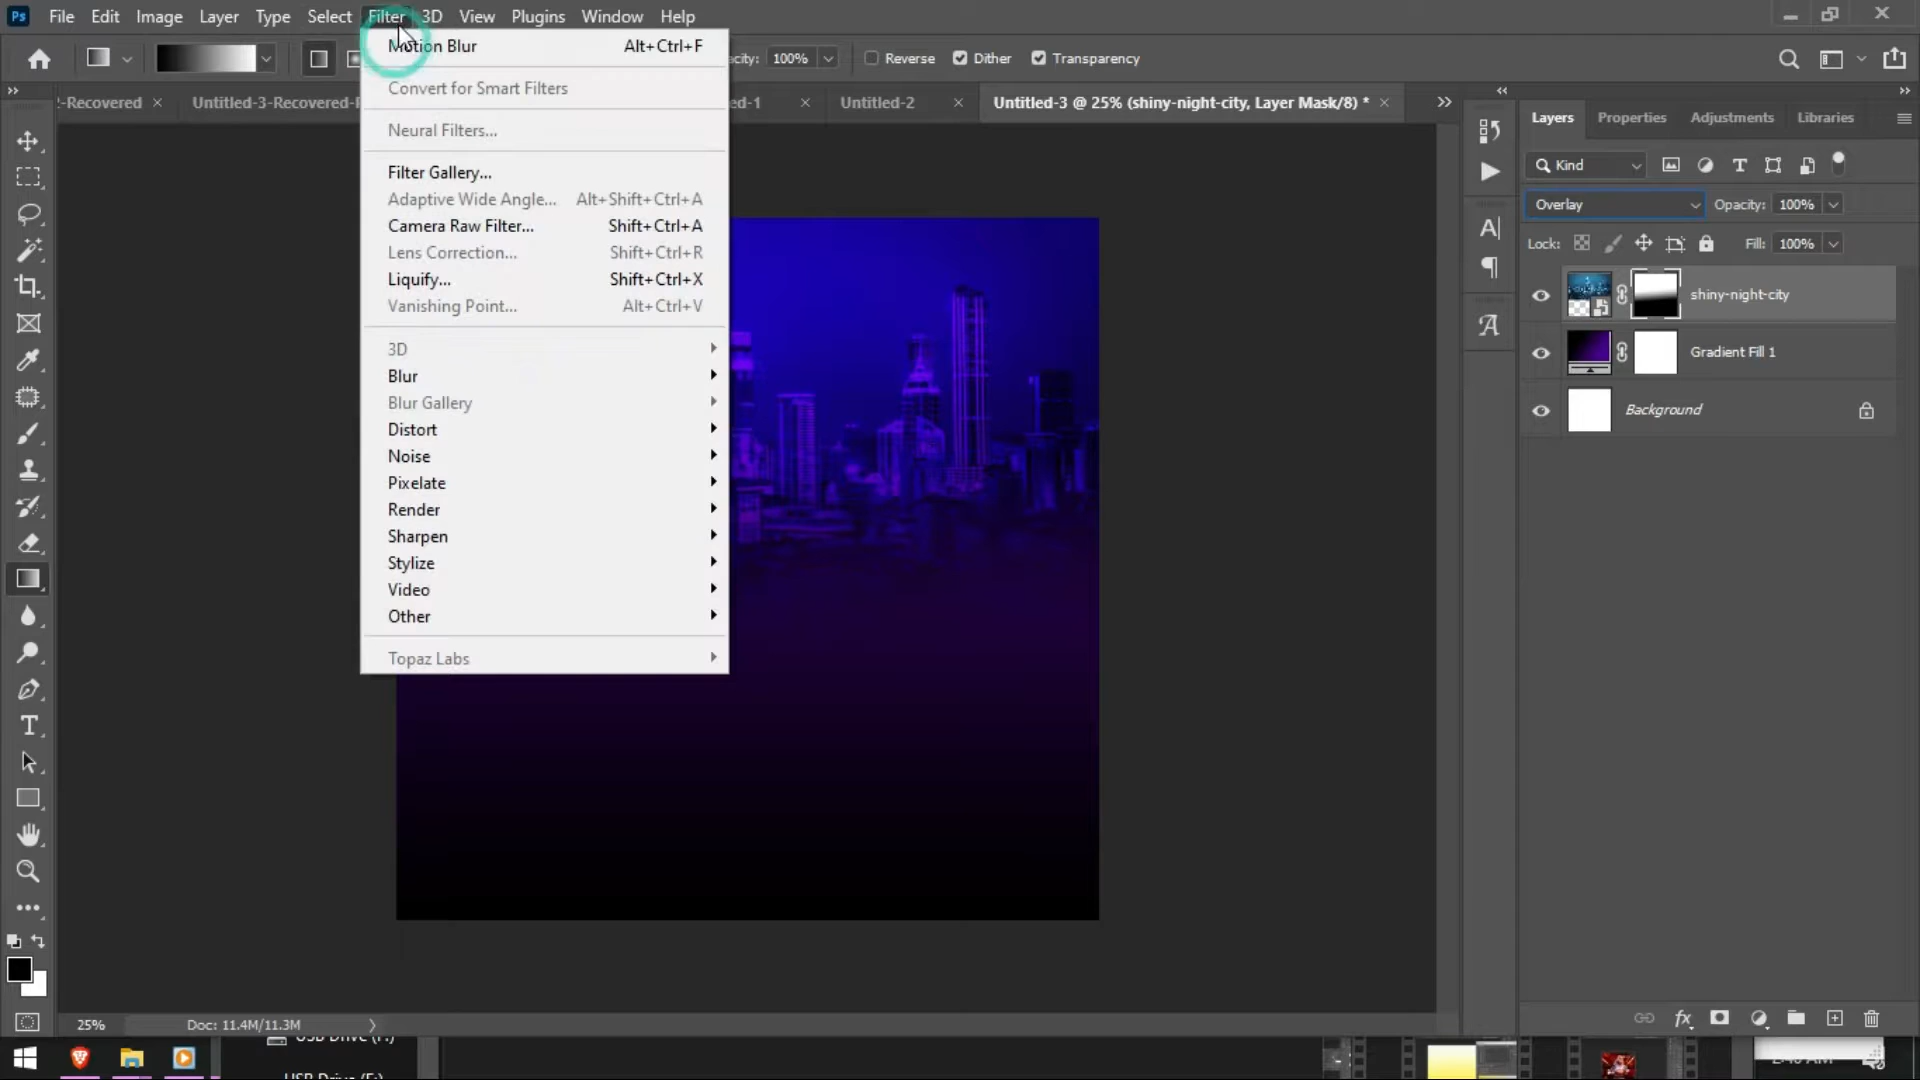 Ps File Edit Image Layer Type Select Filter 3D View Plugins Window Help
100% Reverse Dither Transparency
2-Recovered × Untitled-3-Recovered- × Untitled-2 × Untitled-3 @ 25% (shiny-night-city, Layer Mask/8) * ×
Motion Blur Alt+Ctrl+F
Convert for Smart Filters
Neural Filters...
Filter Gallery...
Adaptive Wide Angle... Alt+Shift+Ctrl+A
Camera Raw Filter... Shift+Ctrl+A
Lens Correction... Shift+Ctrl+R
Liquify... Shift+Ctrl+X
Vanishing Point... Alt+Ctrl+V
3D
Blur
Blur Gallery
Distort
Noise
Pixelate
Render
Sharpen
Stylize
Video
Other
Topaz Labs
Layers Properties Adjustments Libraries
Kind
Overlay Opacity: 100%
Lock: Fill: 100%
shiny-night-city
Gradient Fill 1
Background
25% Doc: 11.4M/11.3M